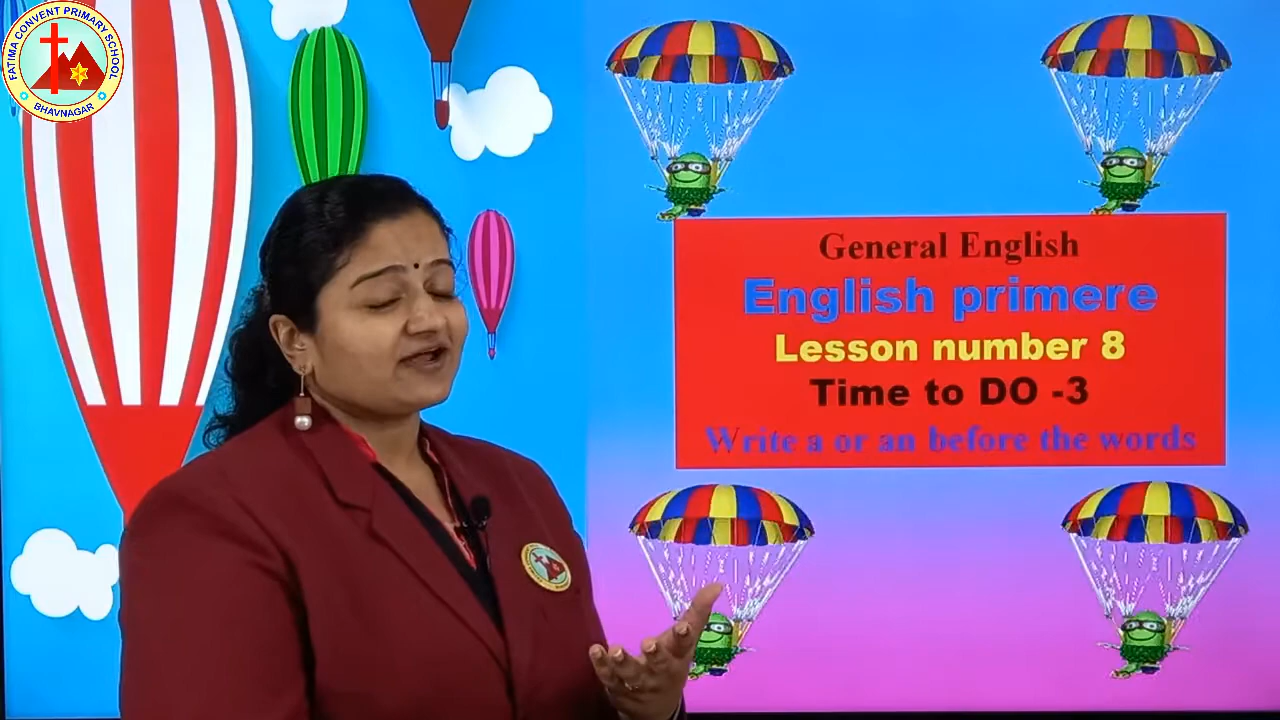 FATIMA CONVENT PRIMARY SCHOOL
BHAVNAGAR
General English
English primere
Lesson number 8
Time to DO -3
Write a or an before the words